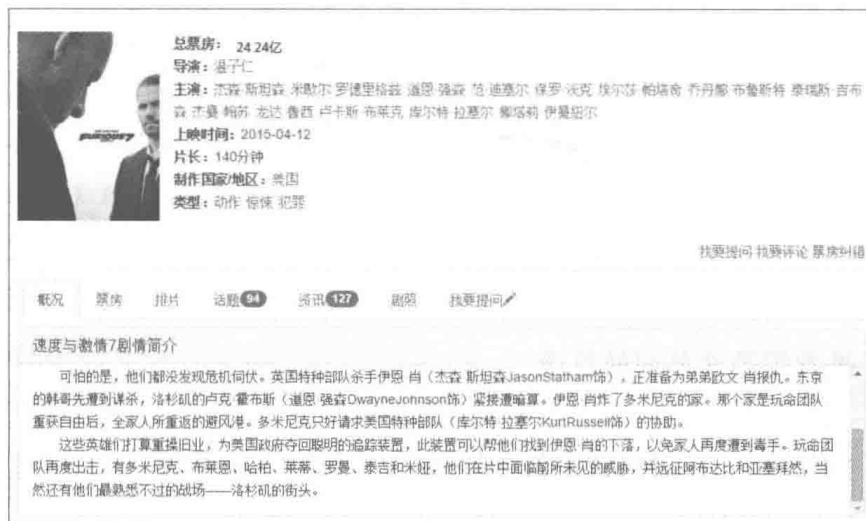 总票房: 24.24亿
导演:温子仁
主演:杰森·斯坦森 米歇尔·罗德里格兹 道恩·强森 范·迪塞尔 保罗·沃克 埃尔莎·帕塔奇 乔丹娜·布鲁斯特 泰瑞斯·吉布
森 杰曼·翰苏 龙达·鲁西 卢卡斯·布莱克 库尔特·拉塞尔 娜塔莉·伊曼纽尔
上映时间:2015-04-12
片长:140分钟
制作国家/地区:美国
类型:动作 惊悚 犯罪
FURIOUS7
我要提问 我要评论 票房纠错
概况 票房 排片 话题94 资讯127 剧照 我要提问
速度与激情7剧情简介
可怕的是,他们都没发现危机伺伏。英国特种部队杀手伊恩·肖(杰森·斯坦森JasonStatham饰),正准备为弟弟欧文·肖报仇。东京
的韩哥先遭到谋杀,洛杉矶的卢克·霍布斯(道恩·强森DwayneJohnson饰)紧接遭暗算。伊恩·肖炸了多米尼克的家。那个家是玩命团队
重获自由后,全家人所重返的避风港。多米尼克只好请求美国特种部队(库尔特·拉塞尔KurtRussell饰)的协助。
这些英雄们打算重操旧业,为美国政府夺回聪明的追踪装置,此装置可以帮他们找到伊恩·肖的下落,以免家人再度遭到毒手。玩命团
队再度出击,有多米尼克、布莱恩、哈柏、莱蒂、罗曼、泰吉和米娅,他们在片中面临前所未见的威胁,并远征阿布达比和亚塞拜然,当
然还有他们最熟悉不过的战场——洛杉矶的街头。